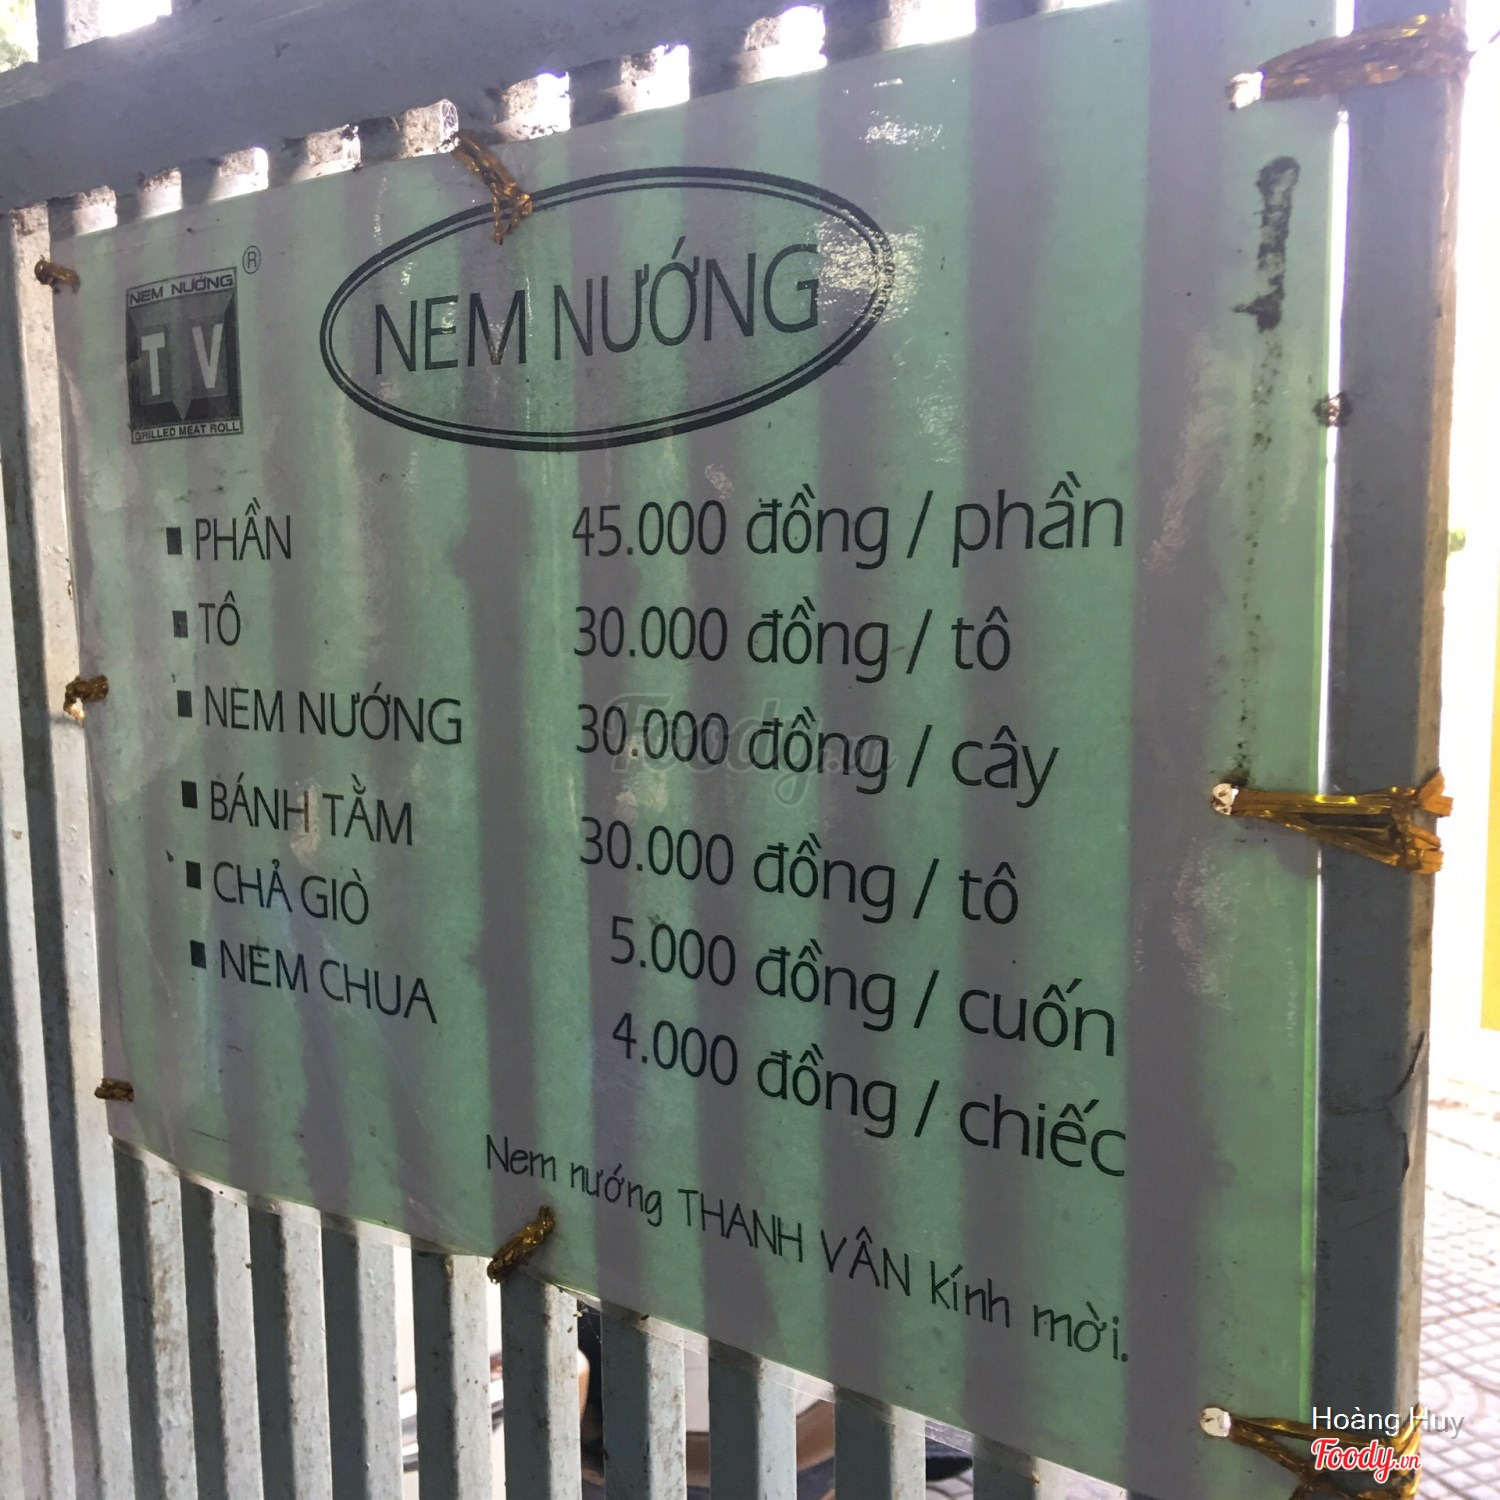 NEM NƯỚNG
®
T V
GRILLED MEAT ROLL
NEM NƯỚNG
▪ PHẦN 45.000 đồng / phần
▪ TÔ 30.000 đồng / tô
▪ NEM NƯỚNG 30.000 đồng / cây
▪ BÁNH TẰM 30.000 đồng / tô
▪ CHẢ GIÒ 5.000 đồng / cuốn
▪ NEM CHUA 4.000 đồng / chiếc
Nem nướng THANH VÂN kính mời.
Foody.vn
Hoàng Huy
Foody.vn